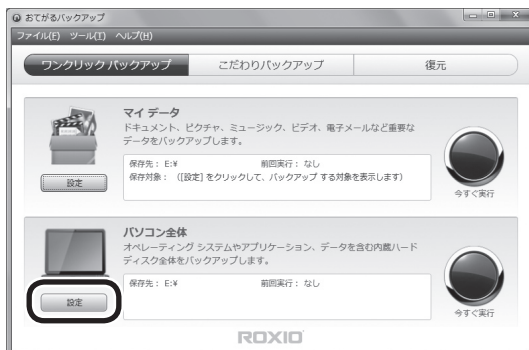 おてがるバックアップ
ファイル(F) ツール(T) ヘルプ(H)
ワンクリック バックアップ こだわりバックアップ 復元
マイ データ
ドキュメント、ピクチャ、ミュージック、ビデオ、電子メールなど重要な
データをバックアップします。
保存先： E:¥ 前回実行： なし
保存対象： （[設定] をクリックして、バックアップ する対象を表示します）
設定
今すぐ実行
パソコン全体
オペレーティング システムやアプリケーション、データを含む内蔵ハード
ディスク全体をバックアップします。
保存先： E:¥ 前回実行： なし
設定
今すぐ実行
ROXIO